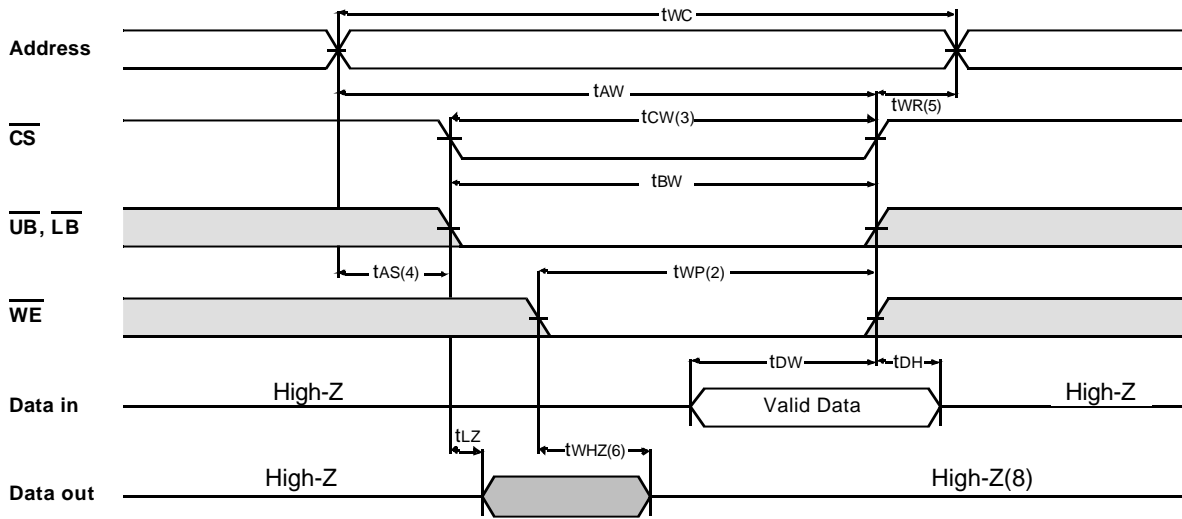 tWC
Address
tAW
tWR(5)
tCW(3)
CS
tBW
UB, LB
tAS(4)
tWP(2)
WE
tDW
tDH
High-Z
Valid Data
High-Z
Data in
tLZ
tWHZ(6)
High-Z
High-Z(8)
Data out